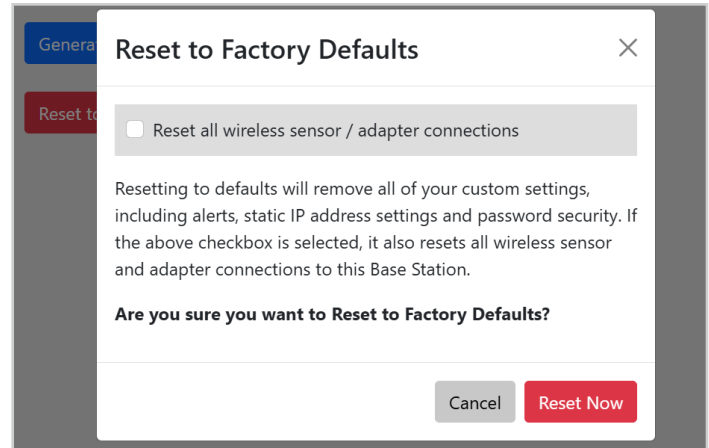 Genera
Reset to Factory Defaults
Reset to
Reset all wireless sensor / adapter connections
Resetting to defaults will remove all of your custom settings,
including alerts, static IP address settings and password security. If
the above checkbox is selected, it also resets all wireless sensor
and adapter connections to this Base Station.
Are you sure you want to Reset to Factory Defaults?
Cancel
Reset Now